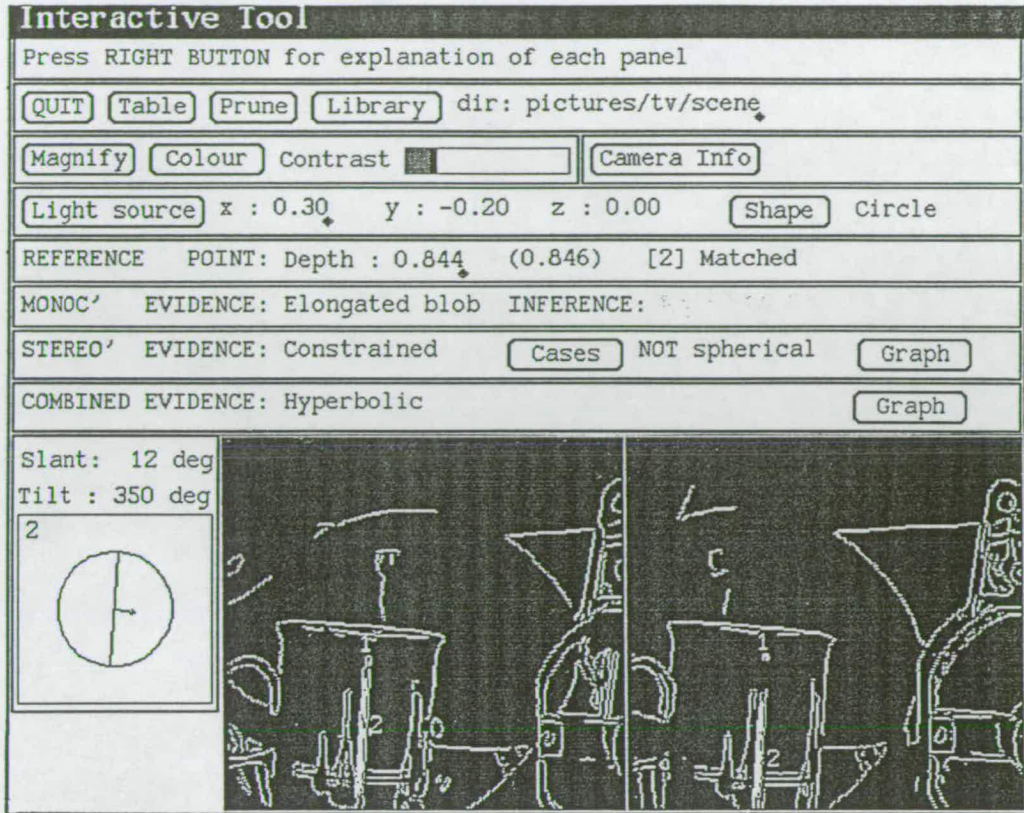 Interactive Tool
Press RIGHT BUTTON for explanation of each panel
QUIT Table Prune Library dir: pictures/tv/scene
Magnify Colour Contrast Camera Info
Light source x : 0.30 y : -0.20 z : 0.00 Shape Circle
REFERENCE POINT: Depth : 0.844 (0.846) [2] Matched
MONOC' EVIDENCE: Elongated blob INFERENCE:
STEREO' EVIDENCE: Constrained Cases NOT spherical Graph
COMBINED EVIDENCE: Hyperbolic Graph
Slant: 12 deg
Tilt : 350 deg
2
2
2